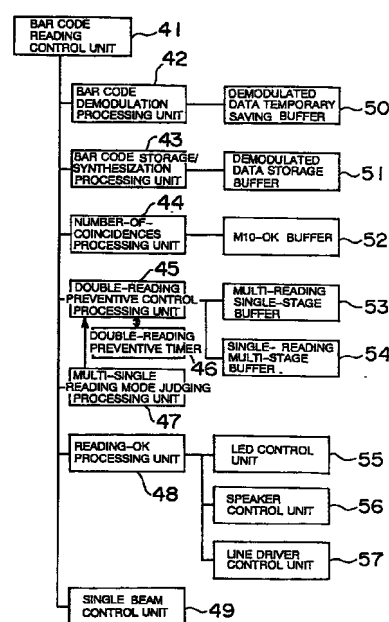 BAR CODE
READING
CONTROL UNIT
41
42
BAR CODE
DEMODULATION
PROCESSING UNIT
DEMODULATED
DATA TEMPORARY
SAVING BUFFER
50
43
BAR CODE STORAGE/
SYNTHESIZATION
PROCESSING UNIT
DEMODULATED
DATA STORAGE
BUFFER
51
44
NUMBER-OF-
COINCIDENCES
PROCESSING UNIT
M10-OK BUFFER
52
45
DOUBLE-READING
PREVENTIVE CONTROL
PROCESSING UNIT
MULTI-READING
SINGLE-STAGE
BUFFER
53
DOUBLE-READING
PREVENTIVE TIMER
46
SINGLE-READING
MULTI-STAGE
BUFFER
54
MULTI-SINGLE
READING MODE JUDGING
PROCESSING UNIT
47
READING-OK
PROCESSING UNIT
48
LED CONTROL
UNIT
55
SPEAKER
CONTROL UNIT
56
LINE DRIVER
CONTROL UNIT
57
SINGLE BEAM
CONTROL UNIT
49